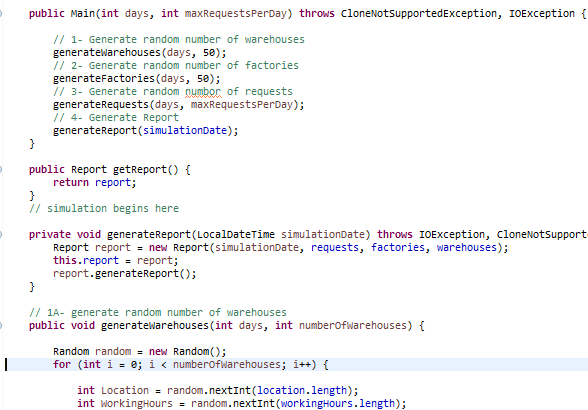 public Main(int days, int maxRequestsPerDay) throws CloneNotSupportedException, IOException {
// 1- Generate random number of warehouses
generateWarehouses(days, 50);
// 2- Generate random number of factories
generateFactories(days, 50);
// 3- Generate random numbor of requests
generateRequests(days, maxRequestsPerDay);
// 4- Generate Report
generateReport(simulationDate);
}
public Report getReport() {
return report;
}
// simulation begins here
private void generateReport(LocalDateTime simulationDate) throws IOException, CloneNotSupport
Report report = new Report(simulationDate, requests, factories, warehouses);
this.report = report;
report.generateReport();
}
// 1A- generate random number of warehouses
public void generateWarehouses(int days, int numberOfWarehouses) {
Random random = new Random();
for (int i = 0; i < numberOfWarehouses; i++) {
int Location = random.nextInt(location.length);
int WorkingHours = random.nextInt(workingHours.length);